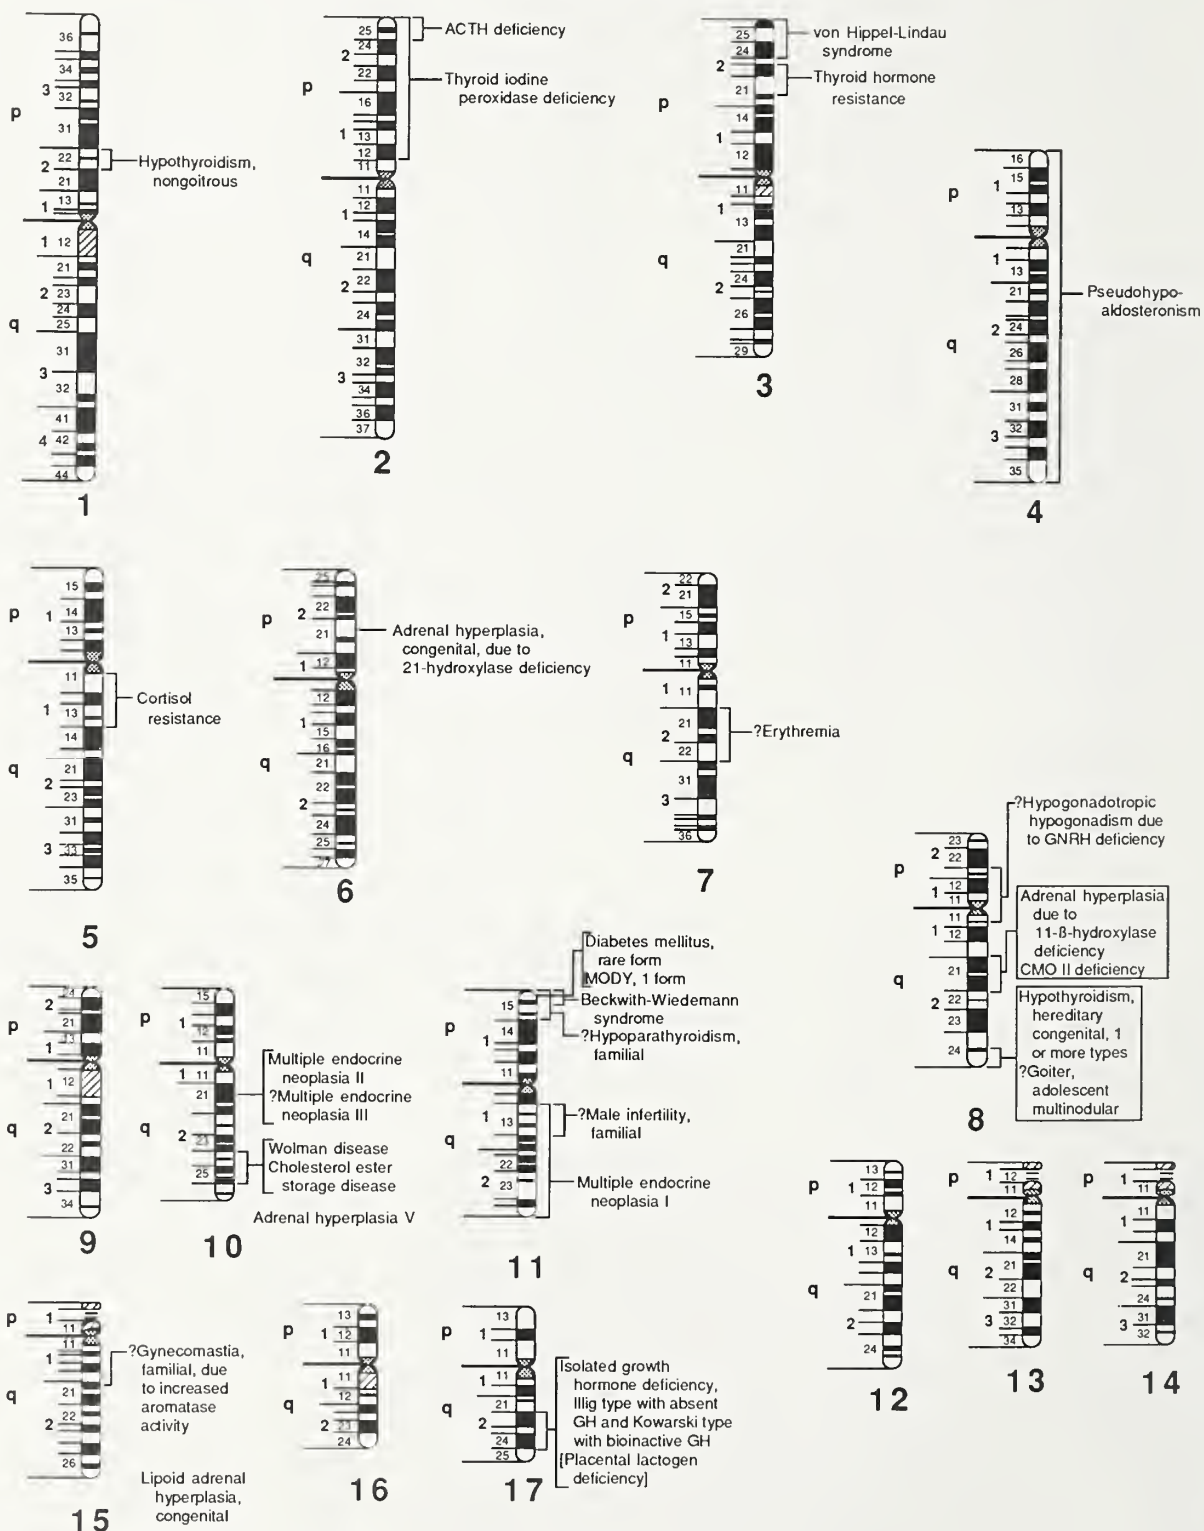 p
36
34
3
32
31
22
2
21
13
1
Hypothyroidism,
nongoitrous
1 12
21
2
23
24
25
q
31
3
32
41
4 42
44
1
25
24
2
22
16
1
13
12
11
ACTH deficiency
Thyroid iodine
peroxidase deficiency
11
12
1
14
q
21
22
2
24
31
32
3
34
36
37
2
25
24
2
21
p
14
1
12
von Hippel-Lindau
syndrome
Thyroid hormone
resistance
11
1
13
q
21
24
2
26
29
3
16
15
1
p
13
1
13
21
2 24
q
26
28
31
32
3
35
Pseudohypo-
aldosteronism
4
15
p
1 14
13
11
1
13
14
q
21
2
23
31
3 33
35
Cortisol
resistance
5
25
22
p 2
21
1 12
Adrenal hyperplasia,
congenital, due to
21-hydroxylase deficiency
12
1
15
16
q
21
22
2
24
25
27
6
22
2 21
p
15
1
13
11
1 11
21
2
q
22
31
3
36
?Erythremia
7
23
2
22
p
12
1 11
11
1
12
q
21
2 22
23
24
?Hypogonadotropic
hypogonadism due
to GNRH deficiency
Adrenal hyperplasia
due to
11-ß-hydroxylase
deficiency
CMO II deficiency
Hypothyroidism,
hereditary
congenital, 1
or more types
?Goiter,
adolescent
multinodular
8
24
2
p 21
13
1
1 12
21
q 2
22
31
3
34
9
15
p 1
12
11
1 11
21
q 2
23
25
Multiple endocrine
neoplasia II
?Multiple endocrine
neoplasia III
Wolman disease
Cholesterol ester
storage disease
Adrenal hyperplasia V
10
15
p
14
1
11
1
13
q
22
2 23
Diabetes mellitus,
rare form
MODY, 1 form
Beckwith-Wiedemann
syndrome
?Hypoparathyroidism,
familial
?Male infertility,
familial
Multiple endocrine
neoplasia I
11
13
p 1 12
11
12
1 13
q
21
2
24
12
p 1 12
11
12
1
14
q 2 21
22
31
3 32
34
13
p 1 12
11
11
1
21
q 2
24
31
3 32
14
p 1
11
11
1
q 21
22
2
26
?Gynecomastia,
familial, due
to increased
aromatase
activity
Lipoid adrenal
hyperplasia,
congenital
15
13
p 1 12
11
11
1 12
q
2 23
24
16
13
p 1
11
11
21
q 2
24
25
Isolated growth
hormone deficiency,
Illig type with absent
GH and Kowarski type
with bioinactive GH
[Placental lactogen
deficiency]
17